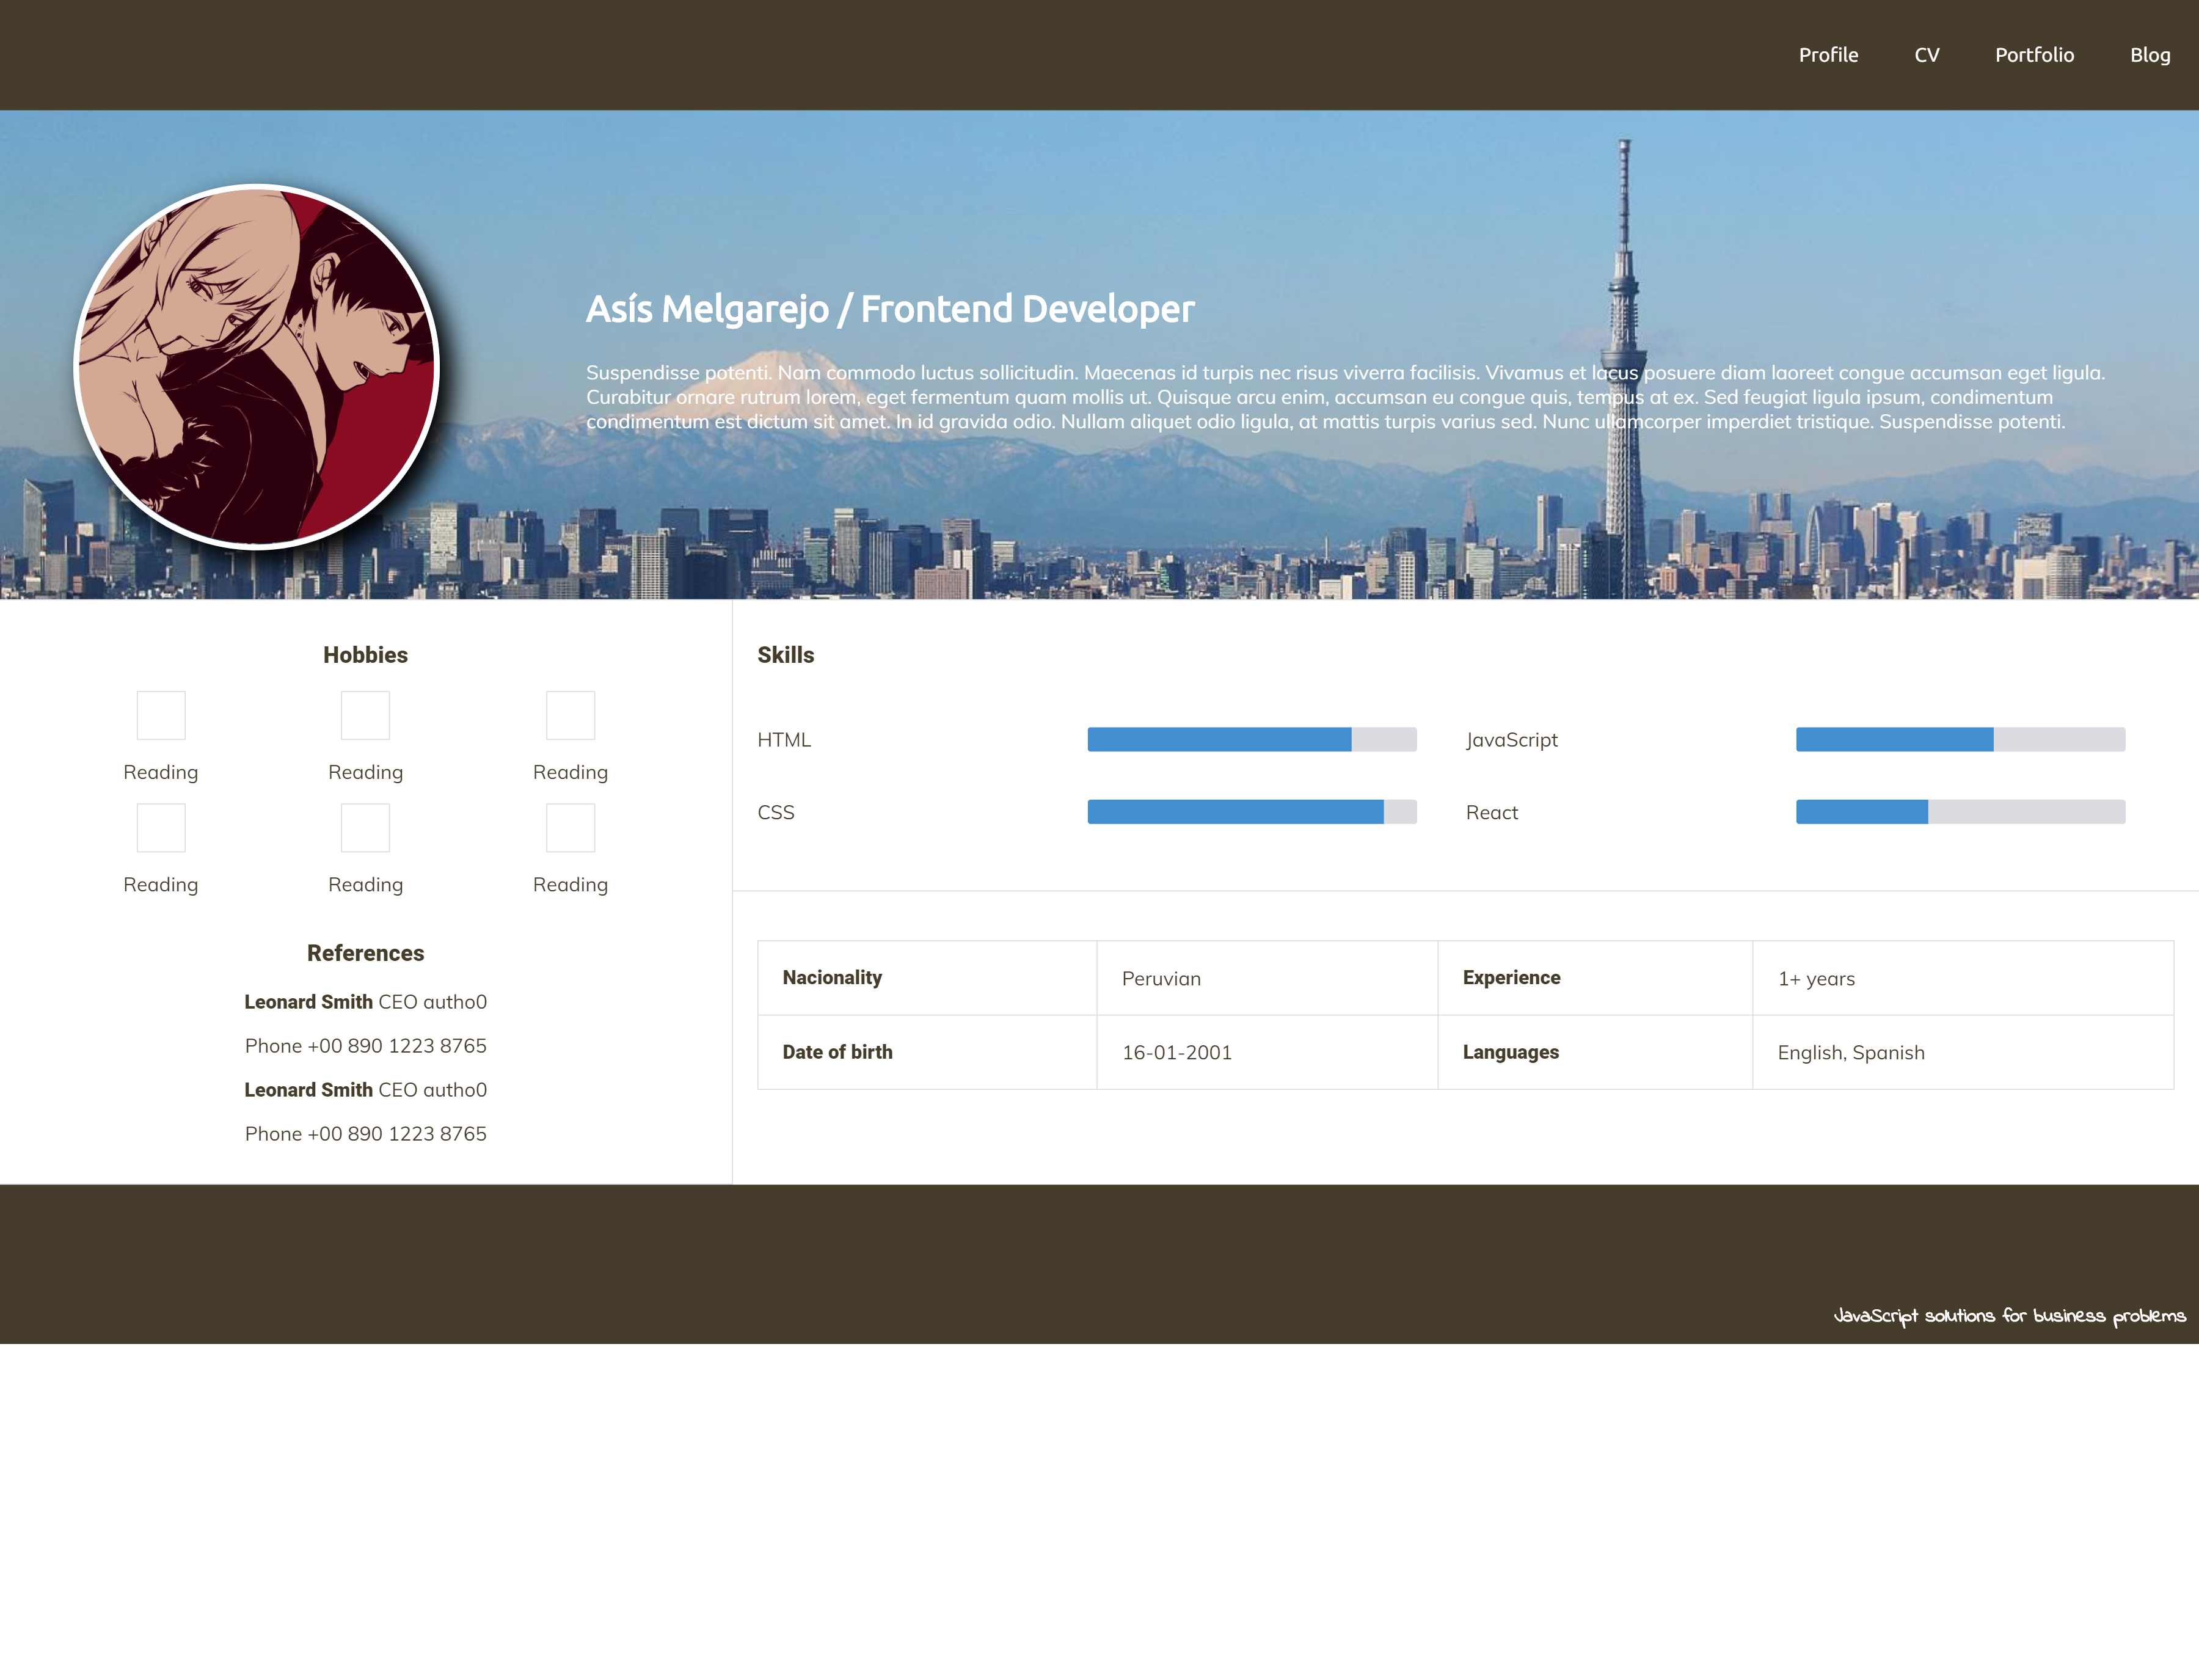 Profile CV Portfolio Blog
Asís Melgarejo / Frontend Developer
Suspendisse potenti. Nam commodo luctus sollicitudin. Maecenas id turpis nec risus viverra facilisis. Vivamus et lacus posuere diam laoreet congue accumsan eget ligula.
Curabitur ornare rutrum lorem, eget fermentum quam mollis ut. Quisque arcu enim, accumsan eu congue quis, tempus at ex. Sed feugiat ligula ipsum, condimentum
condimentum est dictum sit amet. In id gravida odio. Nullam aliquet odio ligula, at mattis turpis varius sed. Nunc ullamcorper imperdiet tristique. Suspendisse potenti.
Hobbies
Reading Reading Reading
Reading Reading Reading
References
Leonard Smith CEO autho0
Phone +00 890 1223 8765
Leonard Smith CEO autho0
Phone +00 890 1223 8765
Skills
HTML JavaScript
CSS React
Nacionality Peruvian Experience 1+ years
Date of birth 16-01-2001 Languages English, Spanish
JavaScript solutions for business problems